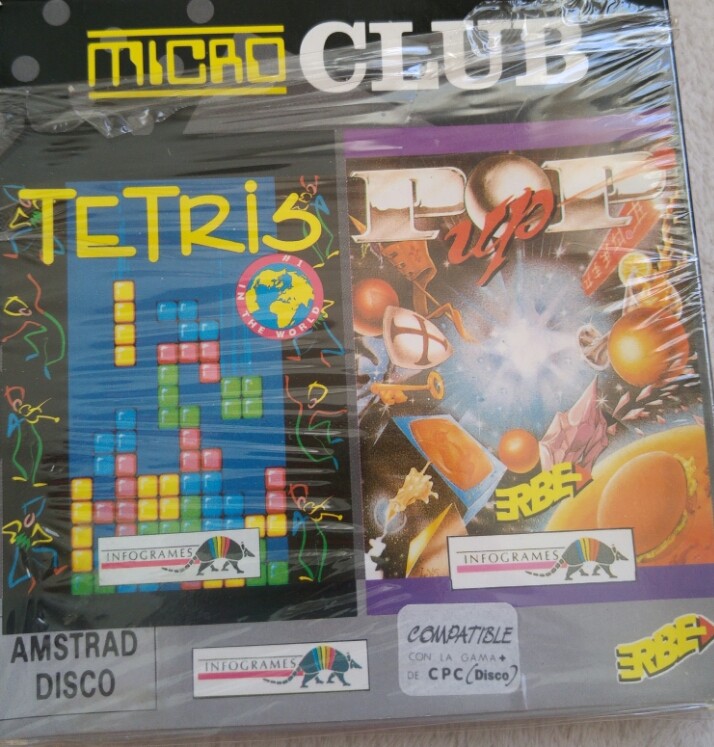 MICRO CLUB
TETRIS
#1 IN THE WORLD
POP up
ERBE
INFOGRAMES
INFOGRAMES
AMSTRAD
DISCO
INFOGRAMES
COMPATIBLE
CON LA GAMA+
DE CPC (Disco)
ERBE